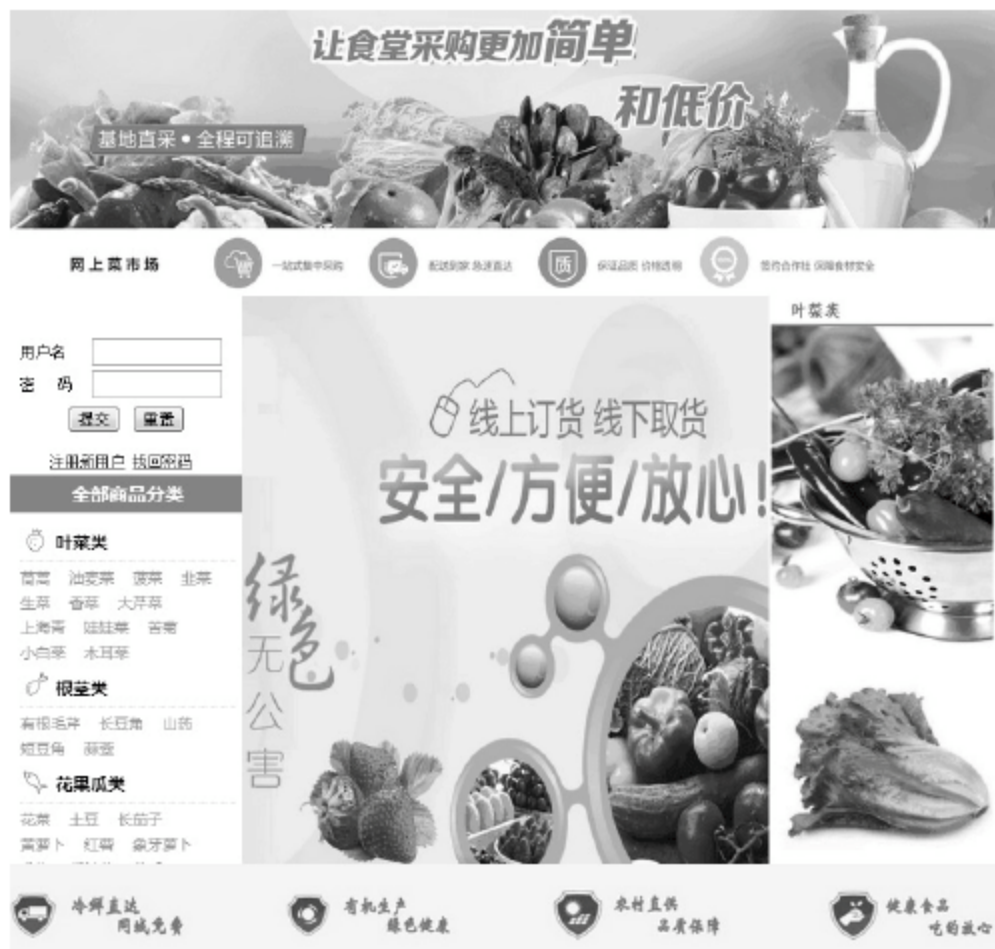 让食堂采购更加简单
和低价
基地直采 • 全程可追溯
网上菜市场
一站式集中采购
配送到家 急速直达
质
保证品质 价格透明
签约合作社 保障食材安全
用户名
密 码
提交 重置
注册新用户 找回密码
全部商品分类
叶菜类
茼蒿 油麦菜 菠菜 韭菜
生菜 香菜 大芹菜
上海青 娃娃菜 苦菊
小白菜 木耳菜
根茎类
有根毛芹 长豆角 山药
短豆角 蒜薹
花果瓜类
花菜 土豆 长茄子
黄萝卜 红薯 象牙萝卜
线上订货 线下取货
安全/方便/放心!
绿色
无公害
叶菜类
冷鲜直达
同城免费
有机生产
绿色健康
农村直供
品质保障
健康食品
吃的放心